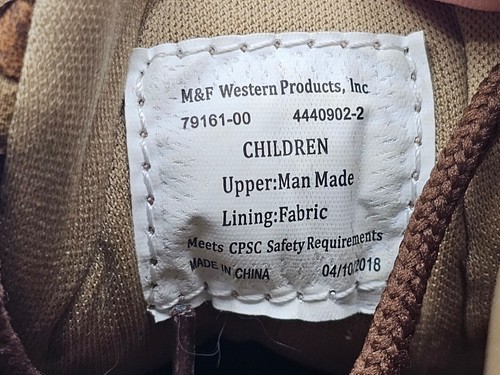 M&F Western Products, Inc
79161-00 4440902-2
CHILDREN
Upper:Man Made
Lining:Fabric
Meets CPSC Safety Requirements
MADE IN CHINA 04/10/2018